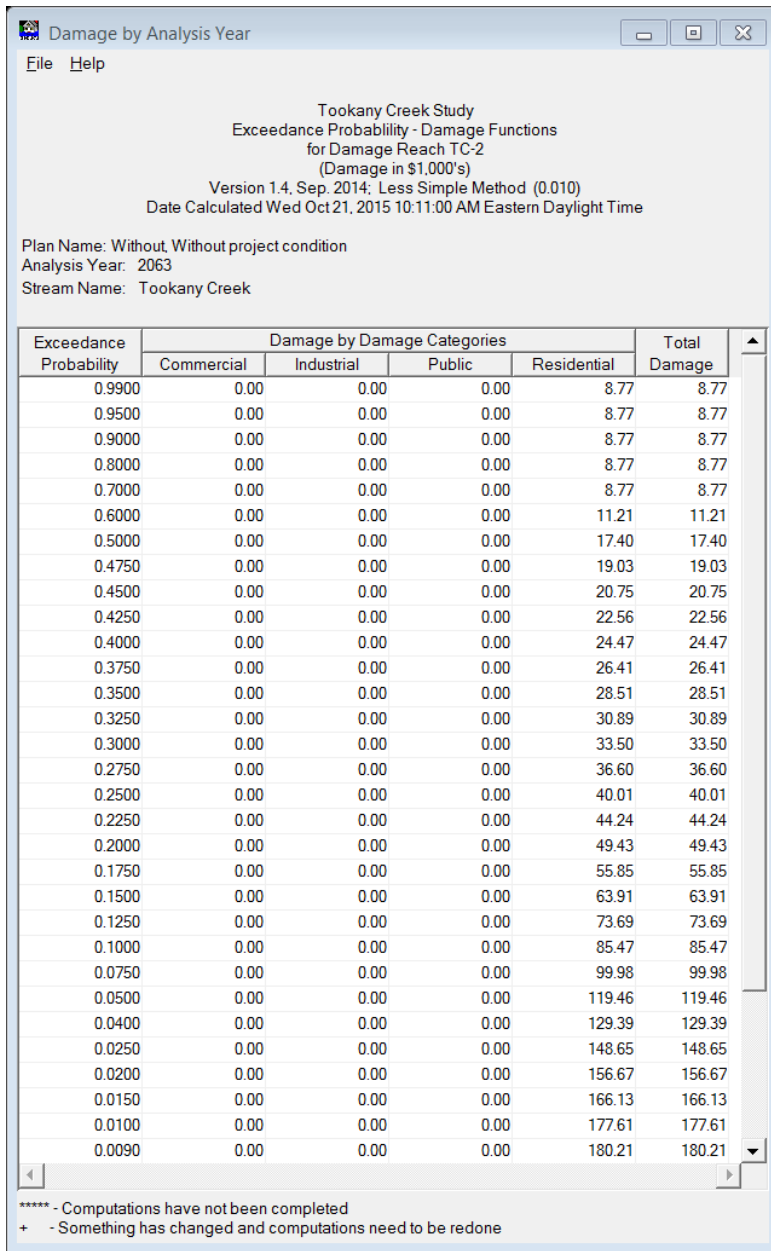 Damage by Analysis Year
File Help
Tookany Creek Study
Exceedance Probablility - Damage Functions
for Damage Reach TC-2
(Damage in $1,000's)
Version 1.4, Sep. 2014; Less Simple Method (0.010)
Date Calculated Wed Oct 21, 2015 10:11:00 AM Eastern Daylight Time
Plan Name: Without, Without project condition
Analysis Year: 2063
Stream Name: Tookany Creek
Exceedance Damage by Damage Categories Total
Probability Commercial Industrial Public Residential Damage
0.9900 0.00 0.00 0.00 8.77 8.77
0.9500 0.00 0.00 0.00 8.77 8.77
0.9000 0.00 0.00 0.00 8.77 8.77
0.8000 0.00 0.00 0.00 8.77 8.77
0.7000 0.00 0.00 0.00 8.77 8.77
0.6000 0.00 0.00 0.00 11.21 11.21
0.5000 0.00 0.00 0.00 17.40 17.40
0.4750 0.00 0.00 0.00 19.03 19.03
0.4500 0.00 0.00 0.00 20.75 20.75
0.4250 0.00 0.00 0.00 22.56 22.56
0.4000 0.00 0.00 0.00 24.47 24.47
0.3750 0.00 0.00 0.00 26.41 26.41
0.3500 0.00 0.00 0.00 28.51 28.51
0.3250 0.00 0.00 0.00 30.89 30.89
0.3000 0.00 0.00 0.00 33.50 33.50
0.2750 0.00 0.00 0.00 36.60 36.60
0.2500 0.00 0.00 0.00 40.01 40.01
0.2250 0.00 0.00 0.00 44.24 44.24
0.2000 0.00 0.00 0.00 49.43 49.43
0.1750 0.00 0.00 0.00 55.85 55.85
0.1500 0.00 0.00 0.00 63.91 63.91
0.1250 0.00 0.00 0.00 73.69 73.69
0.1000 0.00 0.00 0.00 85.47 85.47
0.0750 0.00 0.00 0.00 99.98 99.98
0.0500 0.00 0.00 0.00 119.46 119.46
0.0400 0.00 0.00 0.00 129.39 129.39
0.0250 0.00 0.00 0.00 148.65 148.65
0.0200 0.00 0.00 0.00 156.67 156.67
0.0150 0.00 0.00 0.00 166.13 166.13
0.0100 0.00 0.00 0.00 177.61 177.61
0.0090 0.00 0.00 0.00 180.21 180.21
***** - Computations have not been completed
+ - Something has changed and computations need to be redone